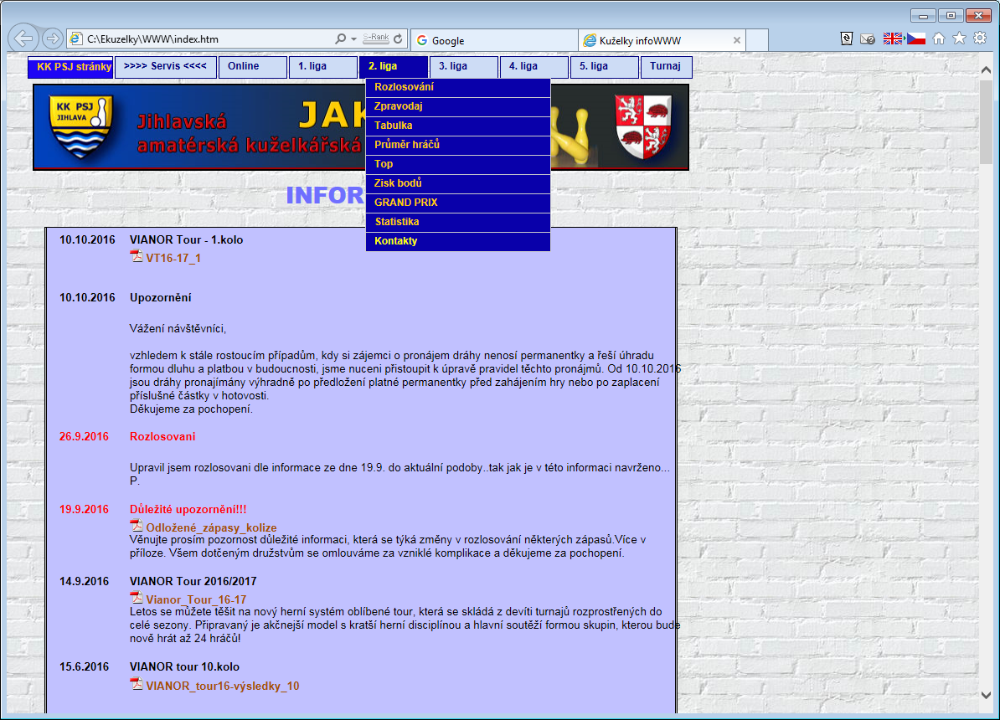 C:\Ekuzelky\WWW\index.htm
S-Rank
Google
Kuželky infoWWW
KK PSJ stránky
>>>> Servis <<<<
Online
1. liga
2. liga
3. liga
4. liga
5. liga
Turnaj
Rozlosování
Zpravodaj
Tabulka
Průměr hráčů
Top
Zisk bodů
GRAND PRIX
Statistika
Kontakty
KK PSJ
JIHLAVA
Jihlavská
amatérská kuželkářská
JAK
INFOR
10.10.2016 VIANOR Tour - 1.kolo
VT16-17_1
10.10.2016 Upozornění
Vážení návštěvníci,
vzhledem k stále rostoucím případům, kdy si zájemci o pronájem dráhy nenosí permanentky a řeší úhradu
formou dluhu a platbou v budoucnosti, jsme nuceni přistoupit k úpravě pravidel těchto pronájmů. Od 10.10.2016
jsou dráhy pronajímány výhradně po předložení platné permanentky před zahájením hry nebo po zaplacení
příslušné částky v hotovosti.
Děkujeme za pochopení.
26.9.2016 Rozlosovani
Upravil jsem rozlosovani dle informace ze dne 19.9. do aktuální podoby..tak jak je v této informaci navrženo...
P.
19.9.2016 Důležité upozornění!!!
Odložené_zápasy_kolize
Věnujte prosím pozornost důležité informaci, která se týká změny v rozlosování některých zápasů.Více v
příloze. Všem dotčeným družstvům se omlouváme za vzniklé komplikace a děkujeme za pochopení.
14.9.2016 VIANOR Tour 2016/2017
Vianor_Tour_16-17
Letos se můžete těšit na nový herní systém oblíbené tour, která se skládá z devíti turnajů rozprostřených do
celé sezony. Připravaný je akčnejší model s kratší herní disciplínou a hlavní soutěží formou skupin, kterou bude
nově hrát až 24 hráčů!
15.6.2016 VIANOR tour 10.kolo
VIANOR_tour16-výsledky_10